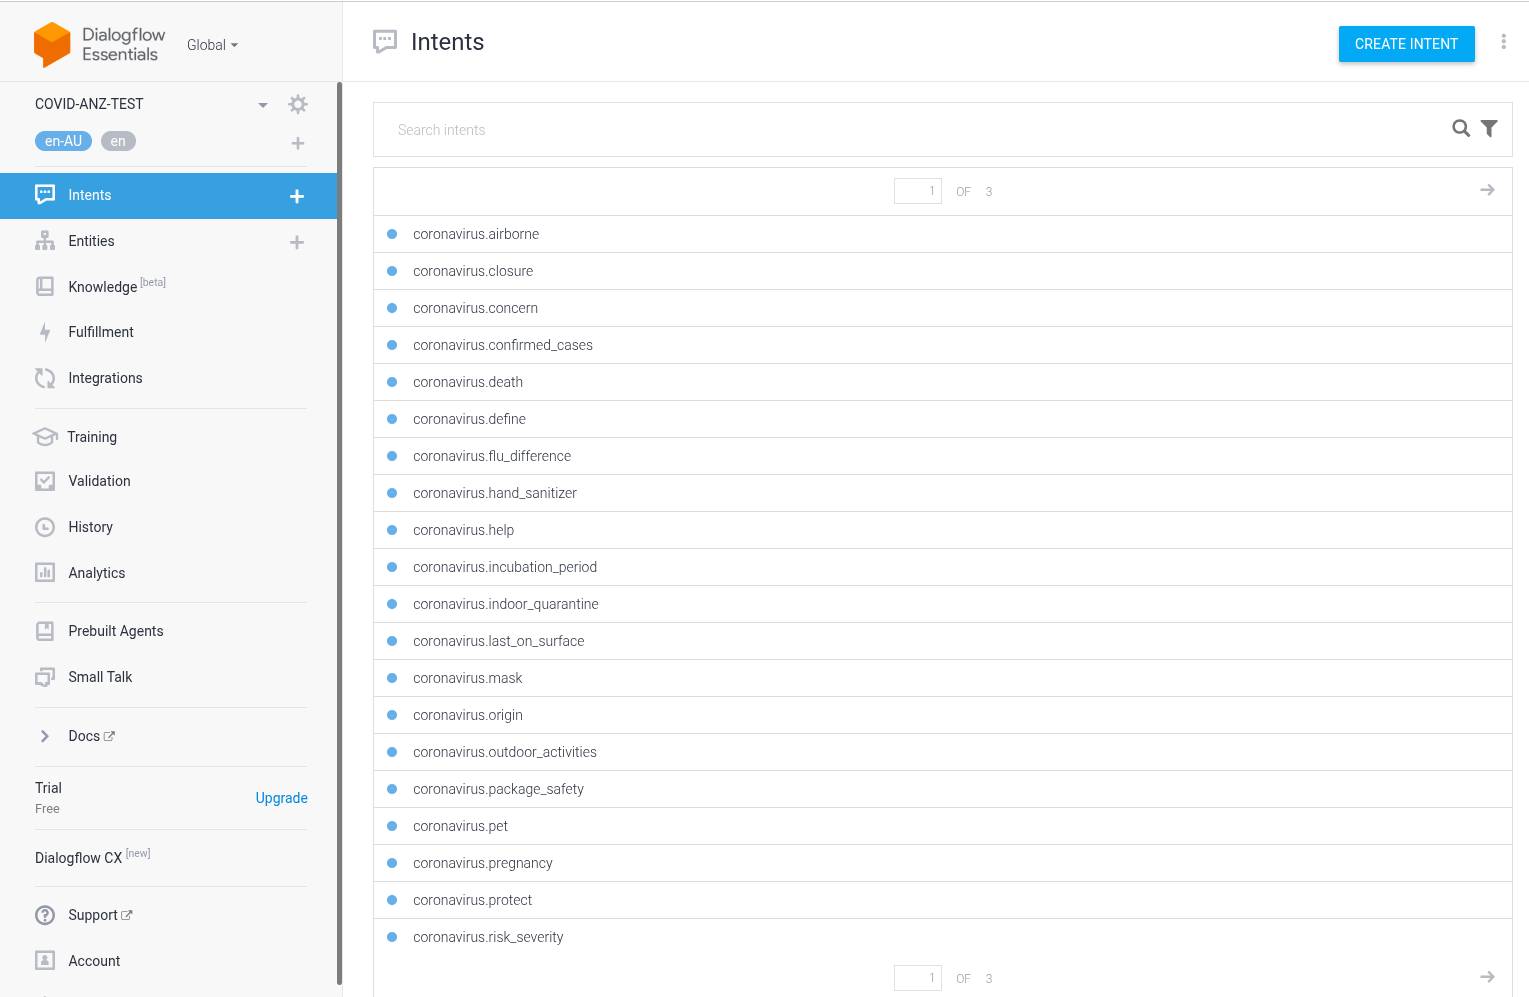 Dialogflow
Essentials
Global
COVID-ANZ-TEST
en-AU
en
Intents
Entities
Knowledge [beta]
Fulfillment
Integrations
Training
Validation
History
Analytics
Prebuilt Agents
Small Talk
Docs
Trial
Free
Upgrade
Dialogflow CX [new]
Support
Account
Intents
CREATE INTENT
Search intents
1 OF 3
coronavirus.airborne
coronavirus.closure
coronavirus.concern
coronavirus.confirmed_cases
coronavirus.death
coronavirus.define
coronavirus.flu_difference
coronavirus.hand_sanitizer
coronavirus.help
coronavirus.incubation_period
coronavirus.indoor_quarantine
coronavirus.last_on_surface
coronavirus.mask
coronavirus.origin
coronavirus.outdoor_activities
coronavirus.package_safety
coronavirus.pet
coronavirus.pregnancy
coronavirus.protect
coronavirus.risk_severity
1 OF 3